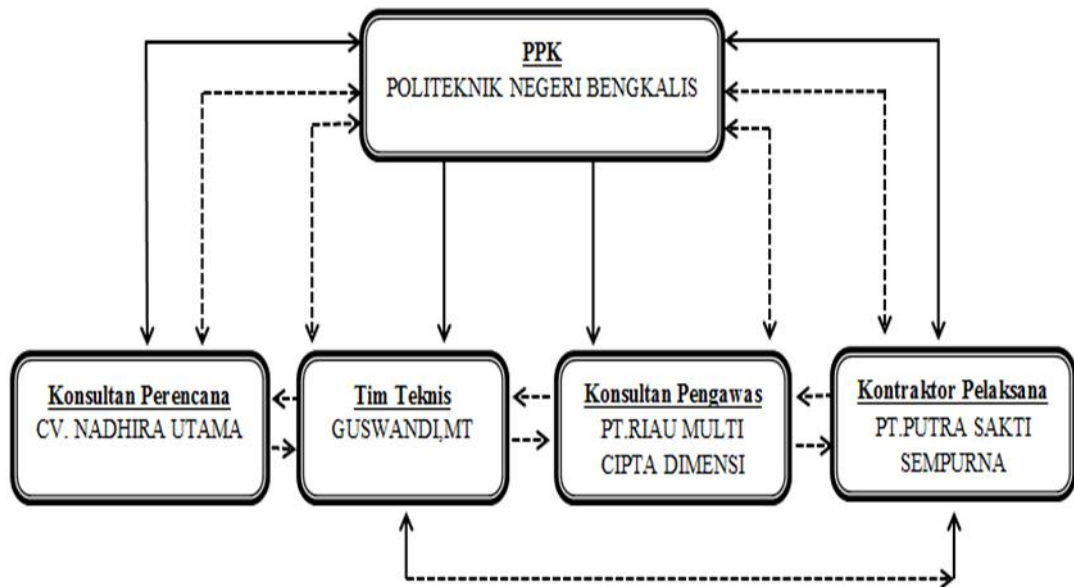 PPK
POLITEKNIK NEGERI BENGKALIS
Konsultan Perencana
CV. NADHIRA UTAMA
Tim Teknis
GUSWANDI,MT
Konsultan Pengawas
PT.RIAU MULTI
CIPTA DIMENSI
Kontraktor Pelaksana
PT.PUTRA SAKTI
SEMPURNA